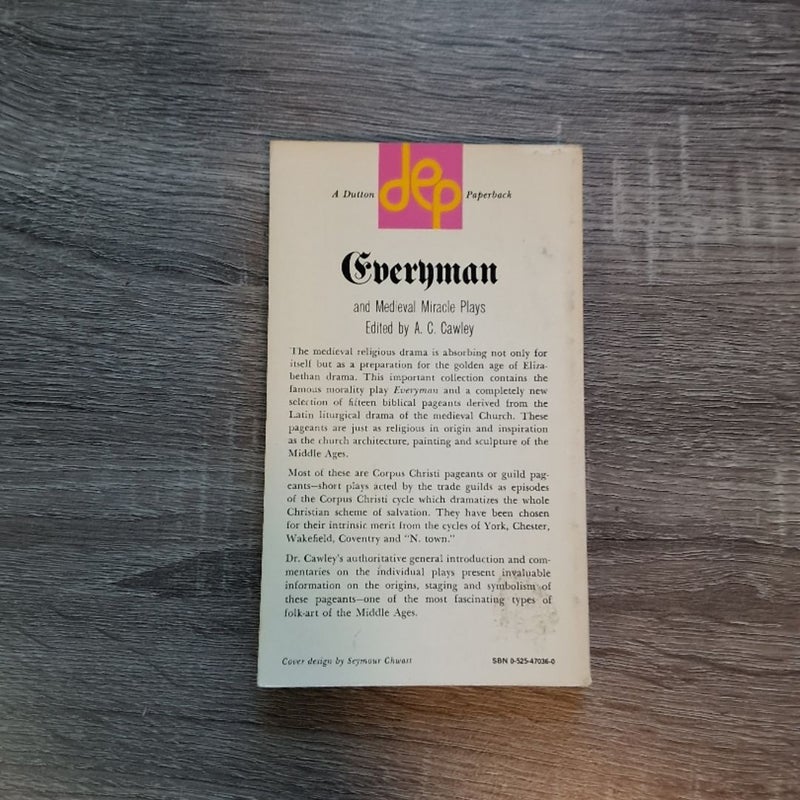 A Dutton dep Paperback
Everyman
and Medieval Miracle Plays
Edited by A. C. Cawley
The medieval religious drama is absorbing not only for
itself but as a preparation for the golden age of Eliza-
bethan drama. This important collection contains the
famous morality play Everyman and a completely new
selection of fifteen biblical pageants derived from the
Latin liturgical drama of the medieval Church. These
pageants are just as religious in origin and inspiration
as the church architecture, painting and sculpture of the
Middle Ages.
Most of these are Corpus Christi pageants or guild pag-
eants—short plays acted by the trade guilds as episodes
of the Corpus Christi cycle which dramatizes the whole
Christian scheme of salvation. They have been chosen
for their intrinsic merit from the cycles of York, Chester,
Wakefield, Coventry and "N. town."
Dr. Cawley's authoritative general introduction and com-
mentaries on the individual plays present invaluable
information on the origins, staging and symbolism of
these pageants—one of the most fascinating types of
folk-art of the Middle Ages.
Cover design by Seymour Chwast SBN 0-525-47036-0